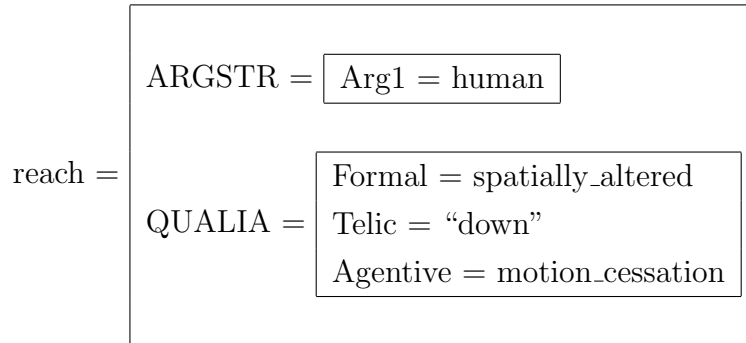 ARGSTR = Arg1 = human
reach =
QUALIA =
Formal = spatially_altered
Telic = “down”
Agentive = motion_cessation